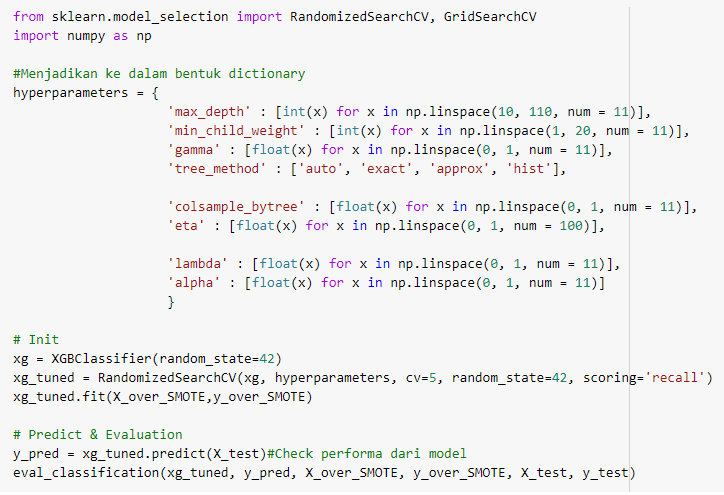 from sklearn.model_selection import RandomizedSearchCV, GridSearchCV
import numpy as np

#Menjadikan ke dalam bentuk dictionary
hyperparameters = {
                    'max_depth' : [int(x) for x in np.linspace(10, 110, num = 11)],
                    'min_child_weight' : [int(x) for x in np.linspace(1, 20, num = 11)],
                    'gamma' : [float(x) for x in np.linspace(0, 1, num = 11)],
                    'tree_method' : ['auto', 'exact', 'approx', 'hist'],

                    'colsample_bytree' : [float(x) for x in np.linspace(0, 1, num = 11)],
                    'eta' : [float(x) for x in np.linspace(0, 1, num = 100)],

                    'lambda' : [float(x) for x in np.linspace(0, 1, num = 11)],
                    'alpha' : [float(x) for x in np.linspace(0, 1, num = 11)]
                    }

# Init
xg = XGBClassifier(random_state=42)
xg_tuned = RandomizedSearchCV(xg, hyperparameters, cv=5, random_state=42, scoring='recall')
xg_tuned.fit(X_over_SMOTE,y_over_SMOTE)

# Predict & Evaluation
y_pred = xg_tuned.predict(X_test)#Check performa dari model
eval_classification(xg_tuned, y_pred, X_over_SMOTE, y_over_SMOTE, X_test, y_test)